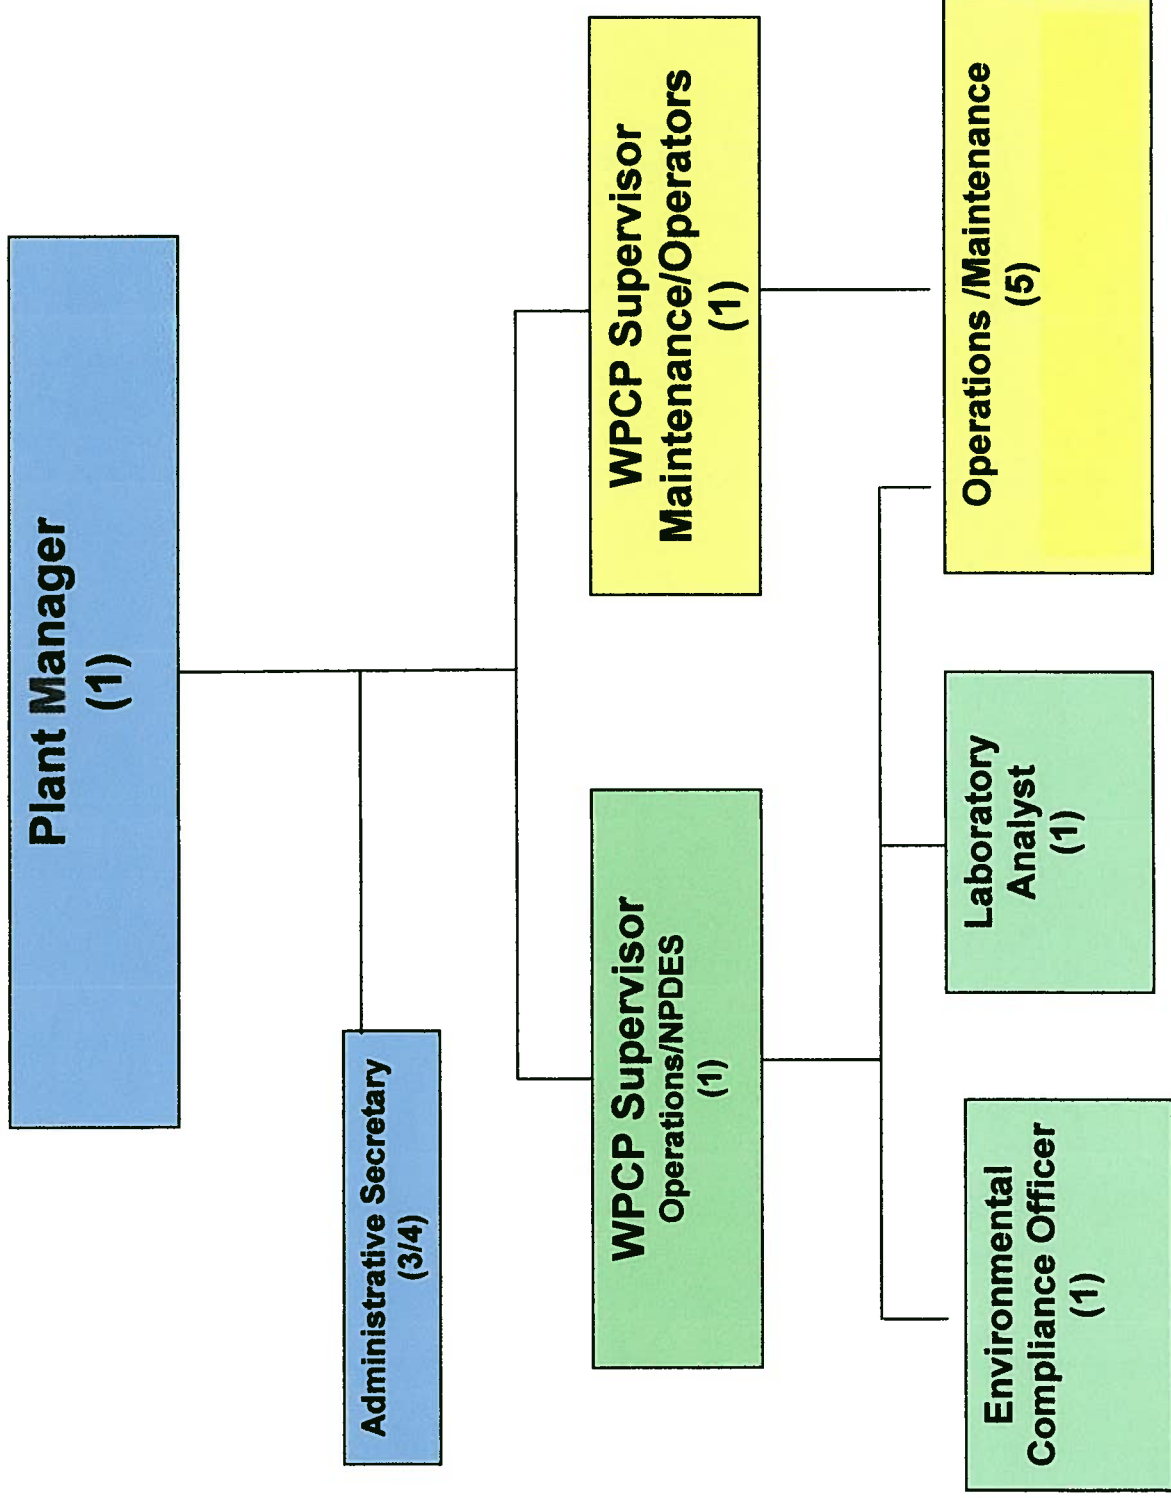 Plant Manager
(1)
Administrative Secretary
(3/4)
WPCP Supervisor
Operations/NPDES
(1)
WPCP Supervisor
Maintenance/Operators
(1)
Environmental
Compliance Officer
(1)
Laboratory
Analyst
(1)
Operations /Maintenance
(5)